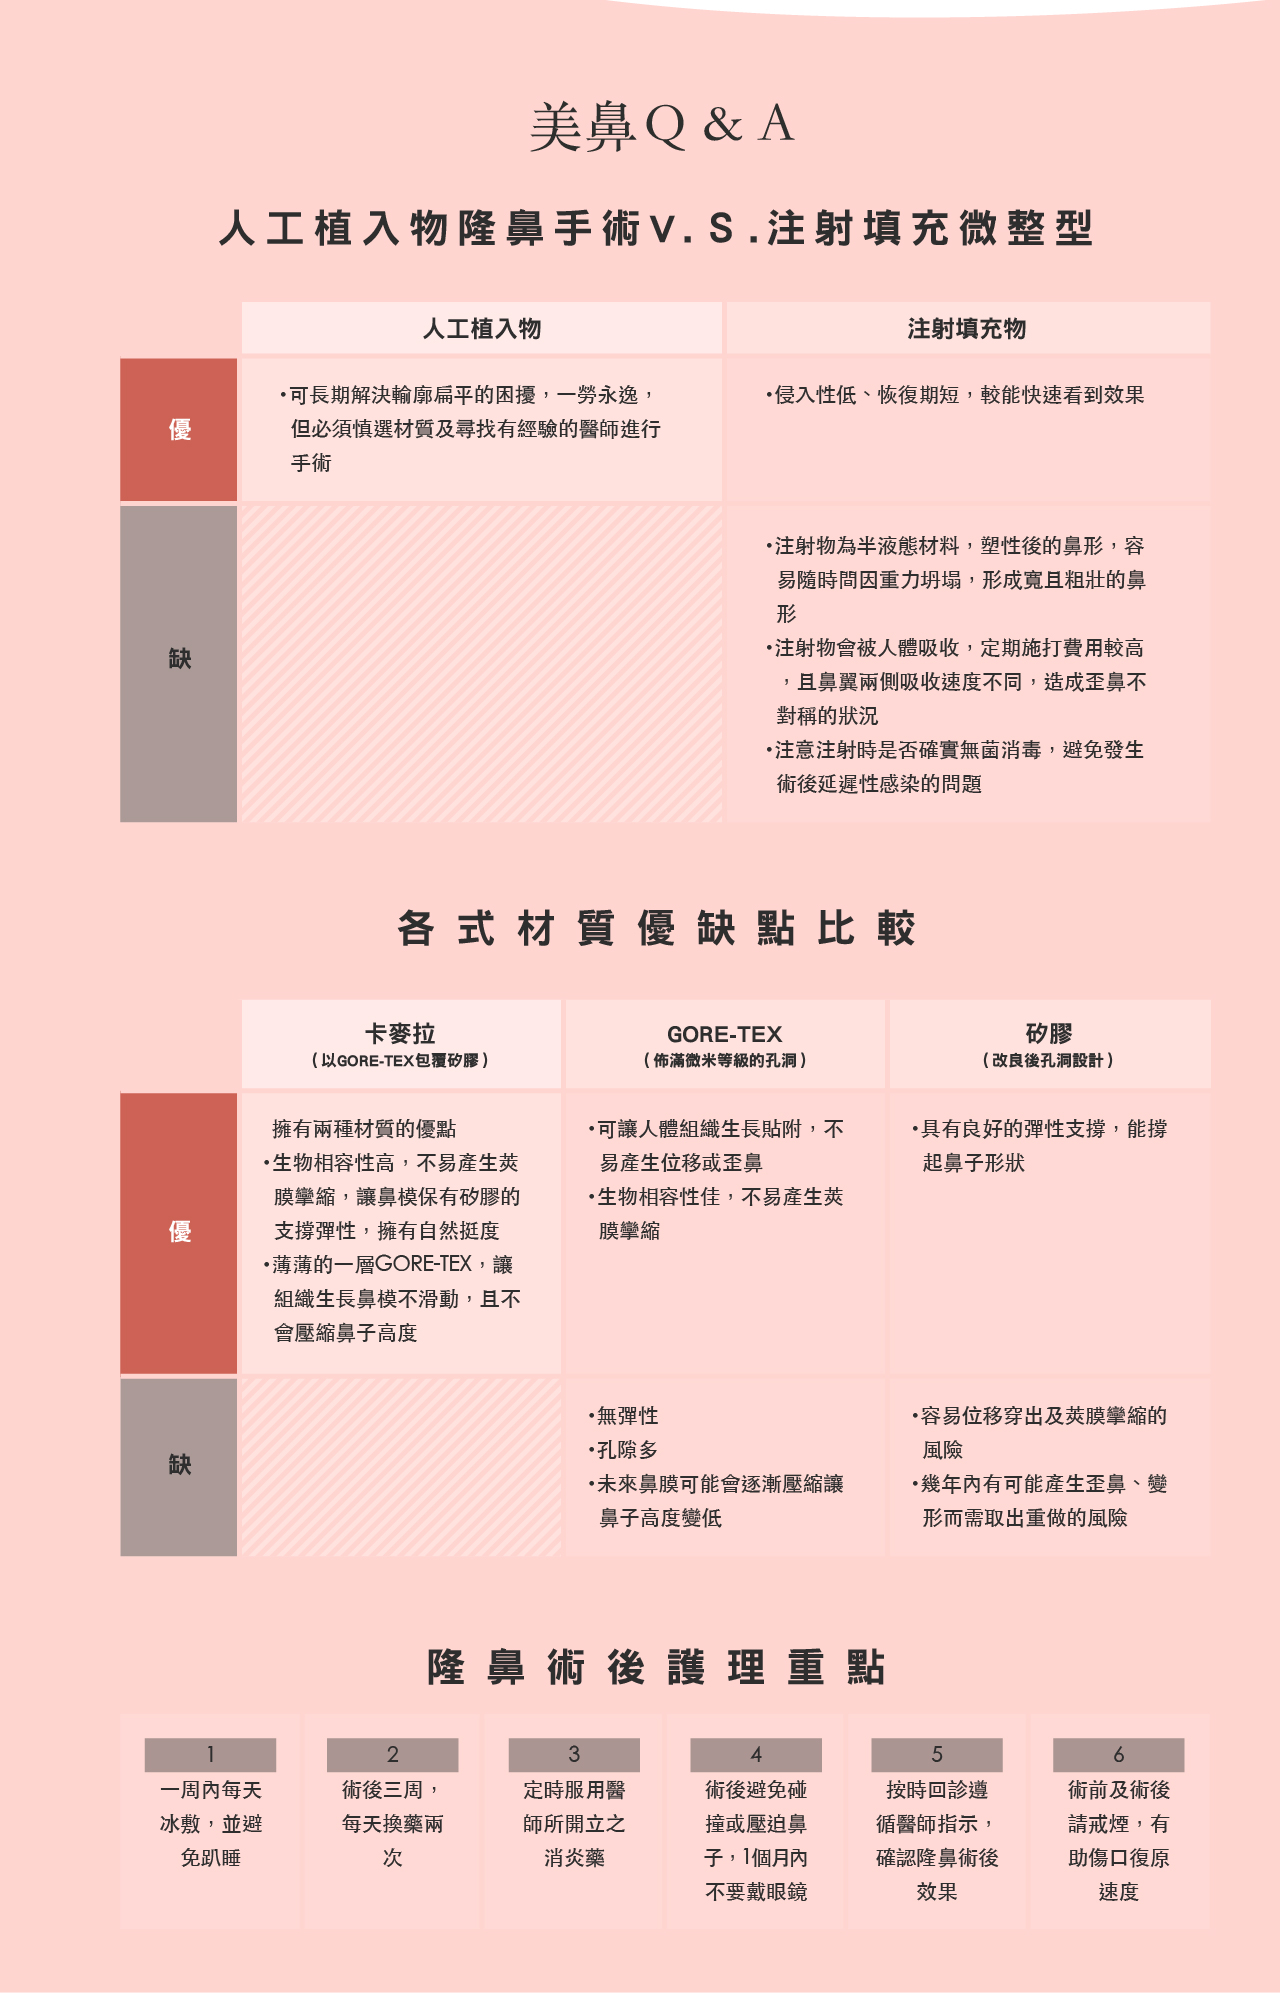 美鼻Q & A
人工植入物隆鼻手術V.S.注射填充微整型
人工植入物
注射填充物
優
•可長期解決輪廓扁平的困擾，一勞永逸，
但必須慎選材質及尋找有經驗的醫師進行
手術
•侵入性低、恢復期短，較能快速看到效果
缺
•注射物為半液態材料，塑性後的鼻形，容
易隨時間因重力坍塌，形成寬且粗壯的鼻
形
•注射物會被人體吸收，定期施打費用較高
，且鼻翼兩側吸收速度不同，造成歪鼻不
對稱的狀況
•注意注射時是否確實無菌消毒，避免發生
術後延遲性感染的問題
各式材質優缺點比較
卡麥拉
（以GORE-TEX包覆矽膠）
GORE-TEX
（佈滿微米等級的孔洞）
矽膠
（改良後孔洞設計）
優
擁有兩種材質的優點
•生物相容性高，不易產生莢
膜攣縮，讓鼻模保有矽膠的
支撐彈性，擁有自然挺度
•薄薄的一層GORE-TEX，讓
組織生長鼻模不滑動，且不
會壓縮鼻子高度
•可讓人體組織生長貼附，不
易產生位移或歪鼻
•生物相容性佳，不易產生莢
膜攣縮
•具有良好的彈性支撐，能撐
起鼻子形狀
缺
•無彈性
•孔隙多
•未來鼻膜可能會逐漸壓縮讓
鼻子高度變低
•容易位移穿出及莢膜攣縮的
風險
•幾年內有可能產生歪鼻、變
形而需取出重做的風險
隆鼻術後護理重點
1
一周內每天
冰敷，並避
免趴睡
2
術後三周，
每天換藥兩
次
3
定時服用醫
師所開立之
消炎藥
4
術後避免碰
撞或壓迫鼻
子，1個月內
不要戴眼鏡
5
按時回診遵
循醫師指示，
確認隆鼻術後
效果
6
術前及術後
請戒煙，有
助傷口復原
速度